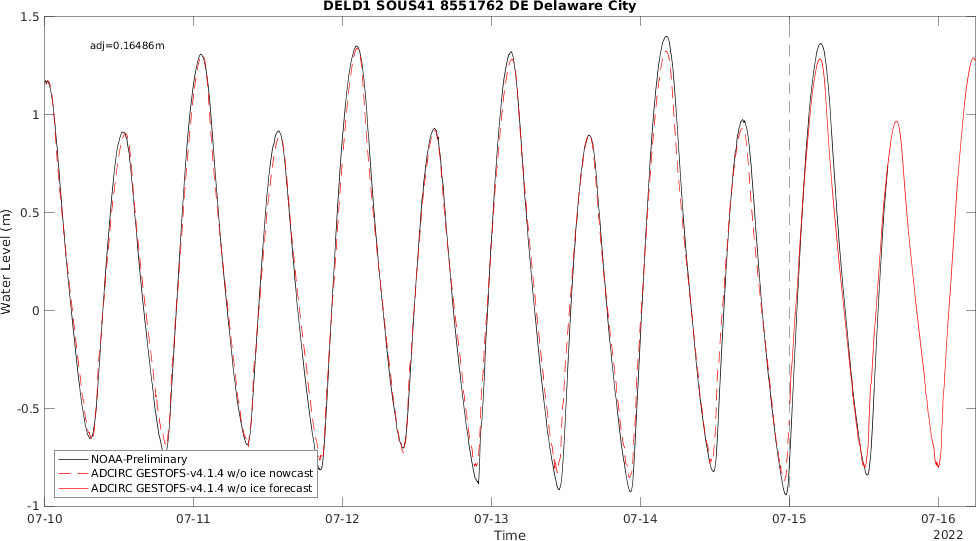 DELD1 SOUS41 8551762 DE Delaware City
1.5
adj=0.16486m
1
0.5
Water Level (m)
0
-0.5
NOAA-Preliminary
ADCIRC GESTOFS-v4.1.4 w/o ice nowcast
ADCIRC GESTOFS-v4.1.4 w/o ice forecast
-1
07-10 07-11 07-12 07-13 07-14 07-15 07-16
Time 2022